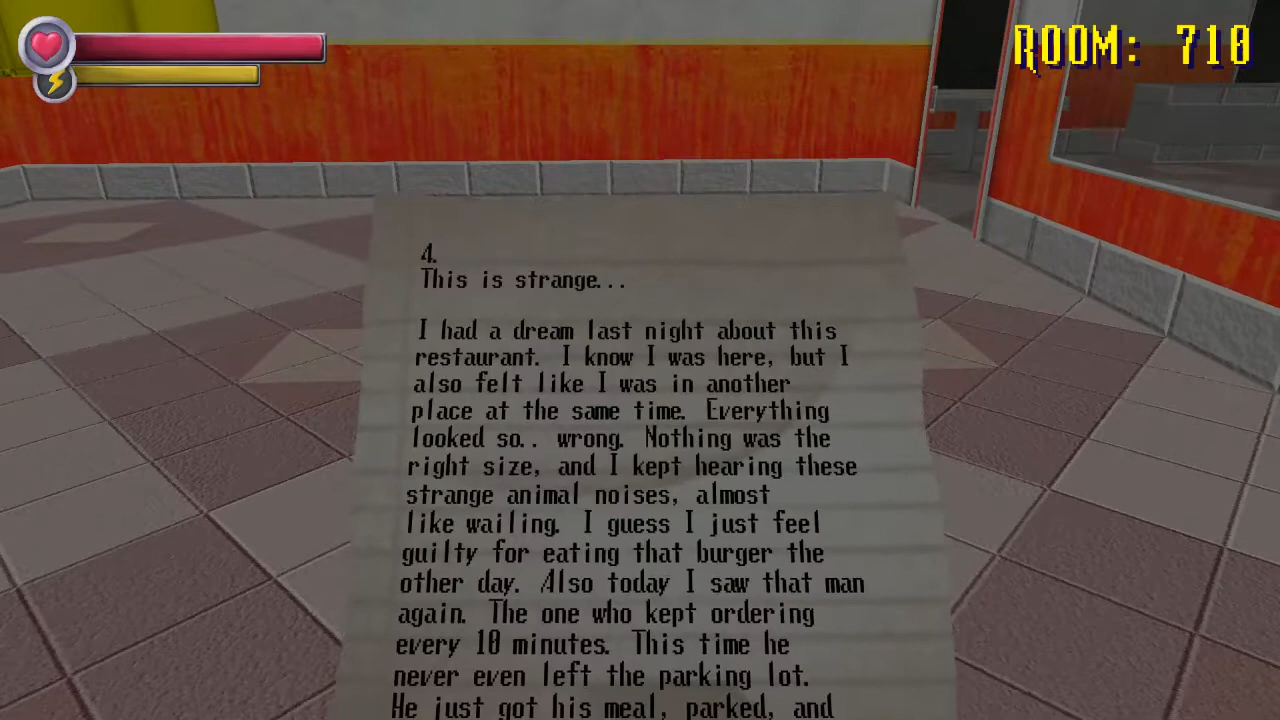 ROOM: 710
4.
This is strange...
I had a dream last night about this
restaurant. I know I was here, but I
also felt like I was in another
place at the same time. Everything
looked so.. wrong. Nothing was the
right size, and I kept hearing these
strange animal noises, almost
like wailing. I guess I just feel
guilty for eating that burger the
other day. Also today I saw that man
again. The one who kept ordering
every 10 minutes. This time he
never even left the parking lot.
He just got his meal, parked, and